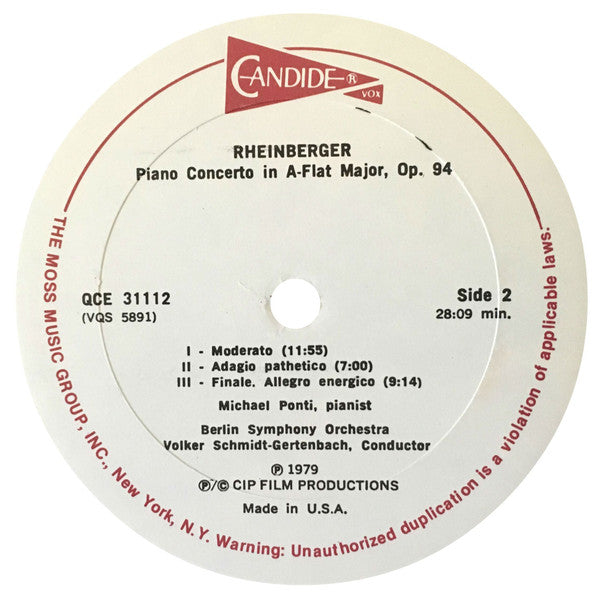 CANDIDE ®
VOX
RHEINBERGER
Piano Concerto in A-Flat Major, Op. 94
QCE 31112
(VQS 5891)
Side 2
28:09 min.
I - Moderato (11:55)
II - Adagio pathetico (7:00)
III - Finale. Allegro energico (9:14)
Michael Ponti, pianist
Berlin Symphony Orchestra
Volker Schmidt-Gertenbach, Conductor
℗ 1979
℗/© CIP FILM PRODUCTIONS
Made in U.S.A.
THE MOSS MUSIC GROUP, INC., New York, N.Y. Warning: Unauthorized duplication is a violation of applicable laws.